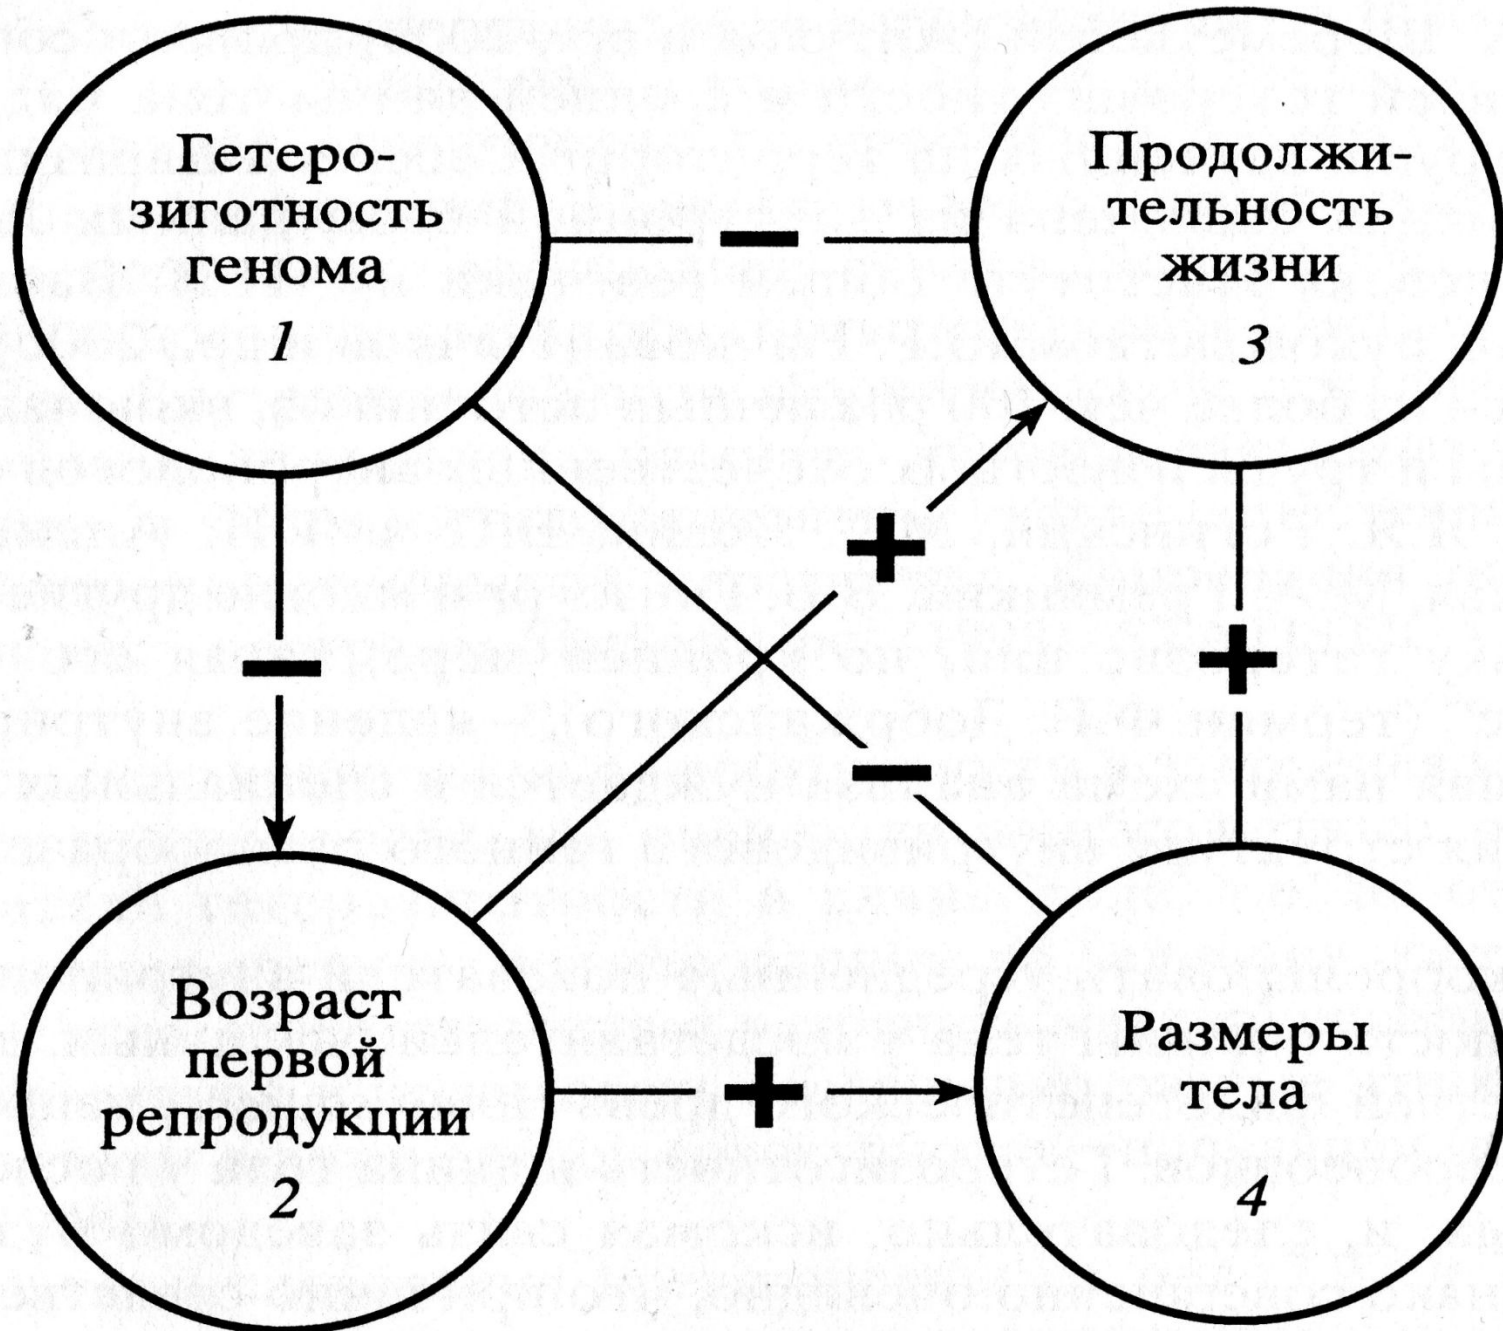 Гетеро-
зиготность
генома
1
Продолжи-
тельность
жизни
3
Возраст
первой
репродукции
2
Размеры
тела
4
−
−
+
+
−
+